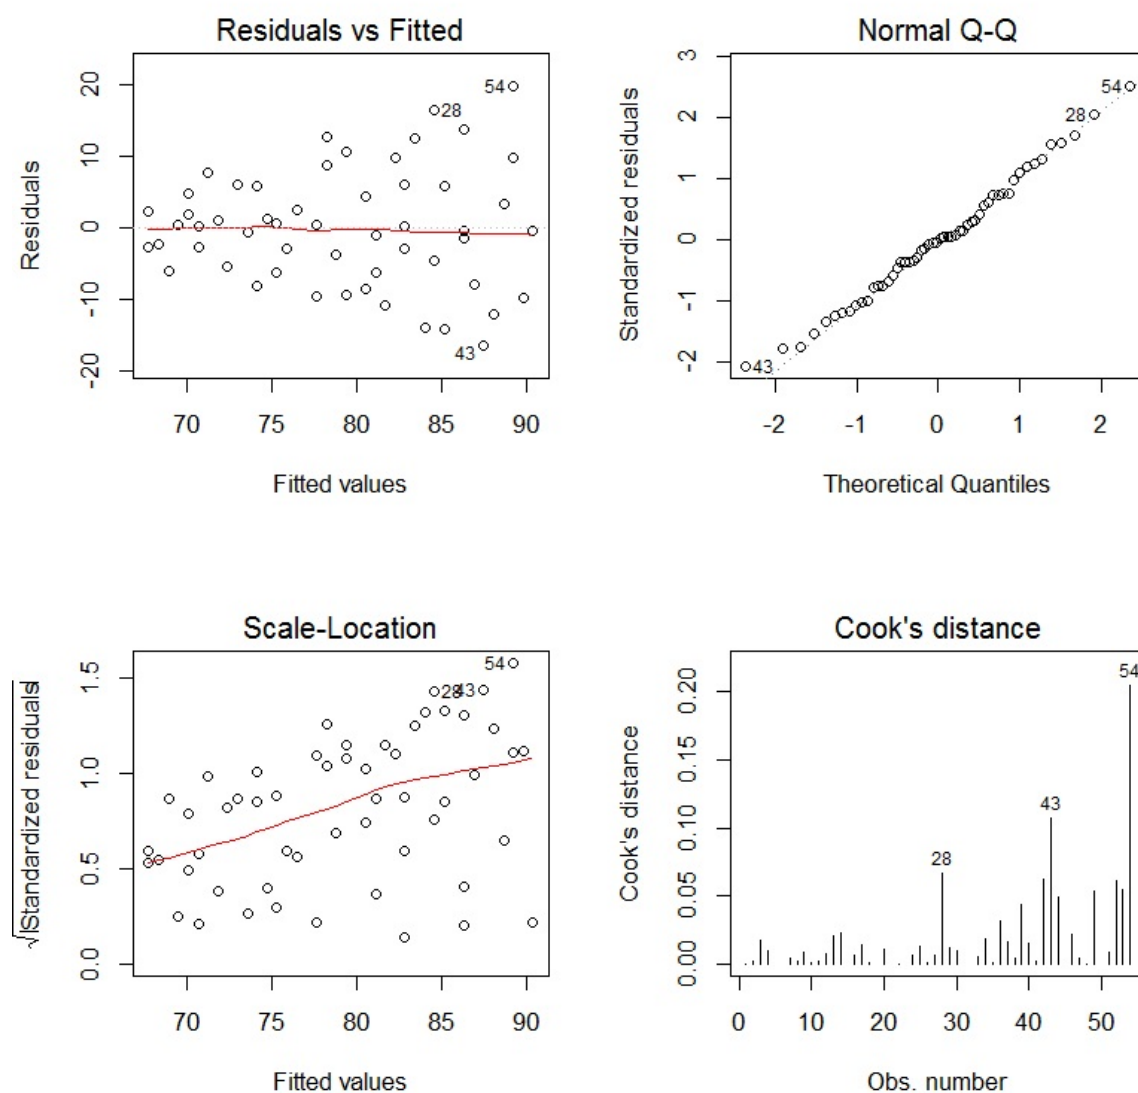 Residuals vs Fitted
Residuals
20
10
0
-10
-20
54
28
43
70 75 80 85 90
Fitted values
Normal Q-Q
Standardized residuals
3
2
1
0
-1
-2
54
28
43
-2 -1 0 1 2
Theoretical Quantiles
Scale-Location
√|Standardized residuals|
1.5
1.0
0.5
0.0
54
28
43
70 75 80 85 90
Fitted values
Cook's distance
Cook's distance
0.20
0.15
0.10
0.05
0.00
54
43
28
0 10 20 30 40 50
Obs. number